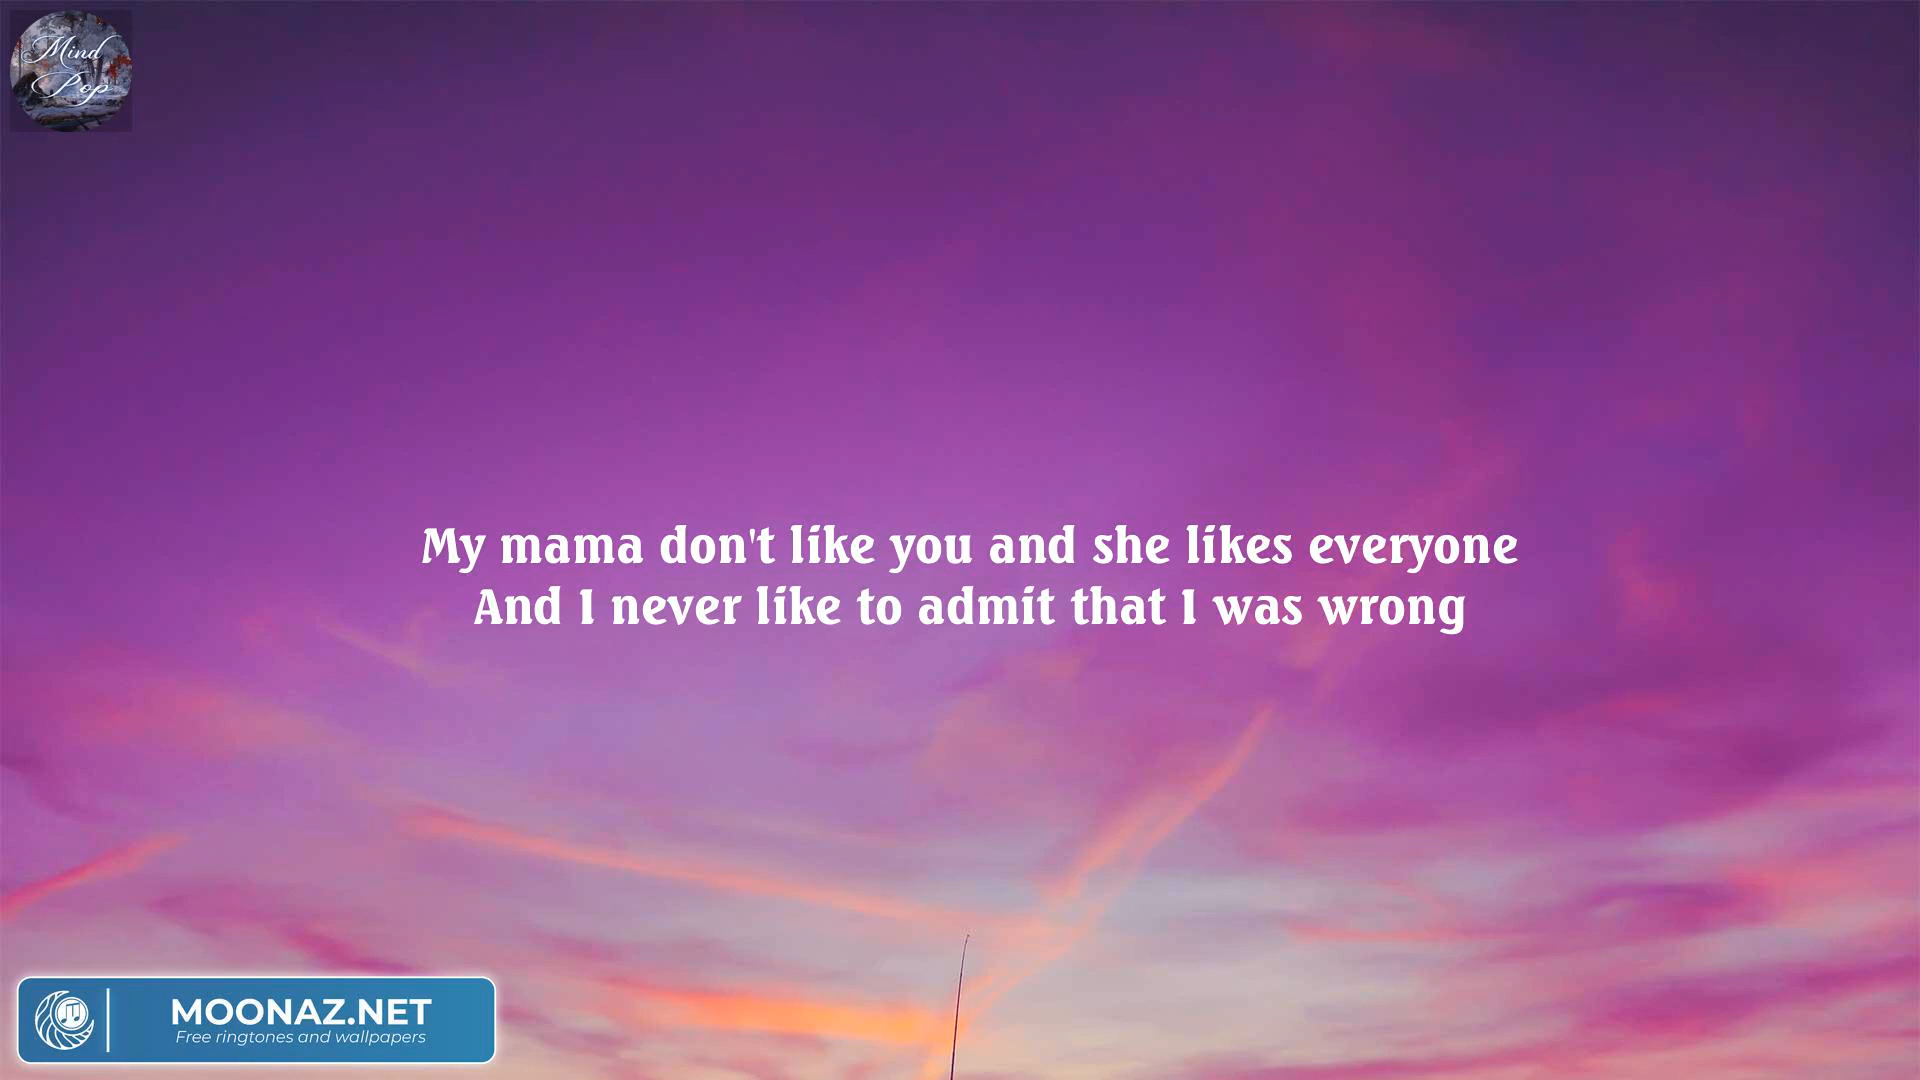 Mind
Pop
My mama don't like you and she likes everyone
And I never like to admit that I was wrong
MOONAZ.NET
Free ringtones and wallpapers